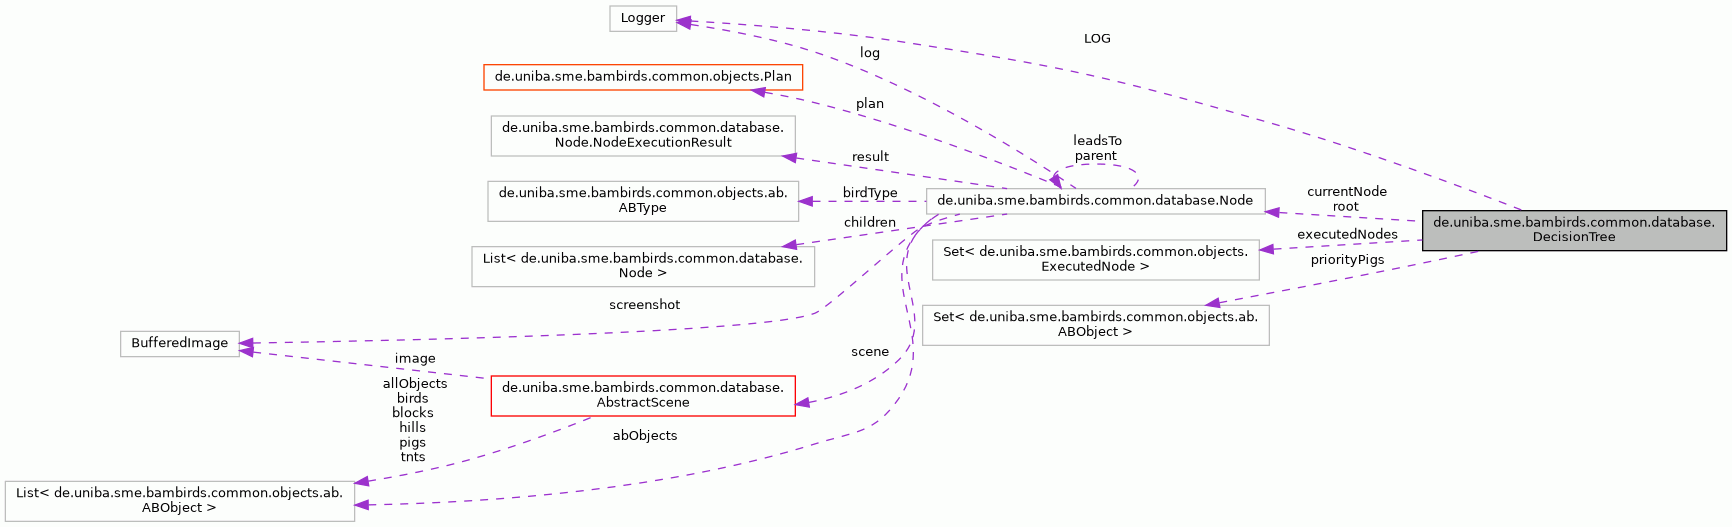 Logger
LOG
log
de.uniba.sme.bambirds.common.objects.Plan
plan
de.uniba.sme.bambirds.common.database.
Node.NodeExecutionResult
result
leadsTo
parent
de.uniba.sme.bambirds.common.objects.ab.
ABType
birdType
de.uniba.sme.bambirds.common.database.Node
currentNode
root
de.uniba.sme.bambirds.common.database.
DecisionTree
children
executedNodes
List< de.uniba.sme.bambirds.common.database.
Node >
Set< de.uniba.sme.bambirds.common.objects.
ExecutedNode >
priorityPigs
screenshot
Set< de.uniba.sme.bambirds.common.objects.ab.
ABObject >
BufferedImage
image
scene
de.uniba.sme.bambirds.common.database.
AbstractScene
allObjects
birds
blocks
hills
pigs
tnts
abObjects
List< de.uniba.sme.bambirds.common.objects.ab.
ABObject >